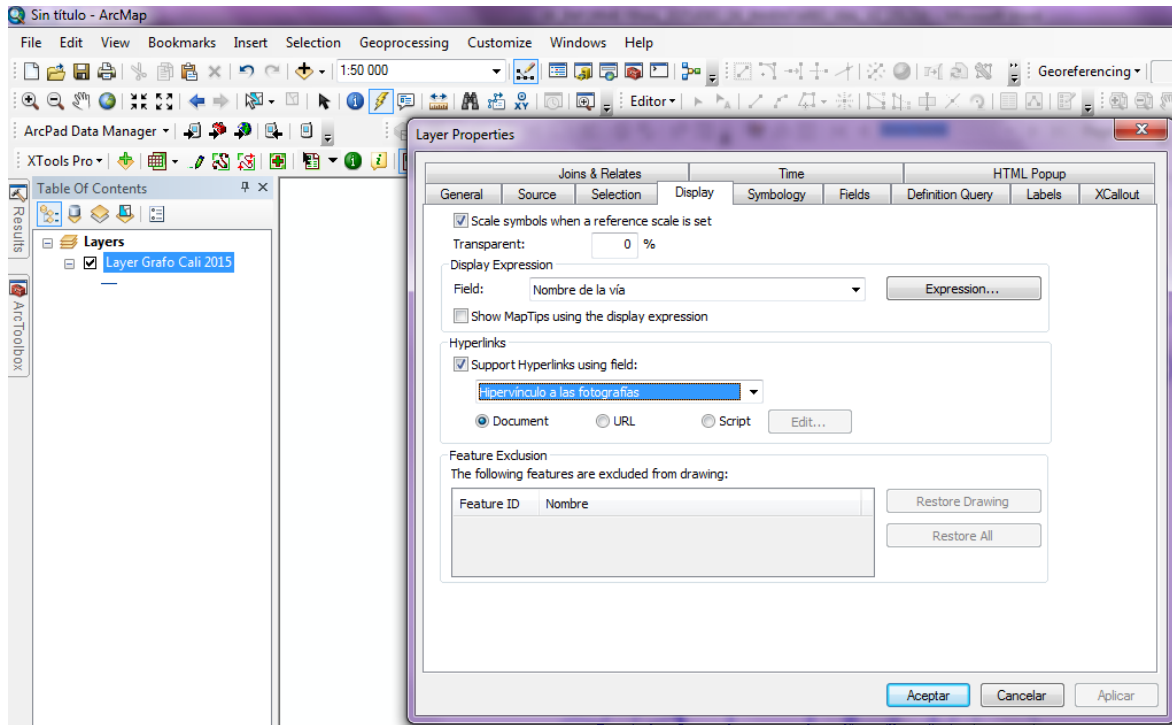 Sin título - ArcMap
File Edit View Bookmarks Insert Selection Geoprocessing Customize Windows Help
1:50 000 Georeferencing
Editor
ArcPad Data Manager
XTools Pro
Results
ArcToolbox
Table Of Contents
Layers
Layer Grafo Cali 2015
Layer Properties
Joins & Relates Time HTML Popup
General Source Selection Display Symbology Fields Definition Query Labels XCallout
Scale symbols when a reference scale is set
Transparent: 0 %
Display Expression
Field: Nombre de la vía Expression...
Show MapTips using the display expression
Hyperlinks
Support Hyperlinks using field:
Hipervínculo a las fotografías
Document URL Script Edit...
Feature Exclusion
The following features are excluded from drawing:
Feature ID Nombre
Restore Drawing
Restore All
Aceptar Cancelar Aplicar